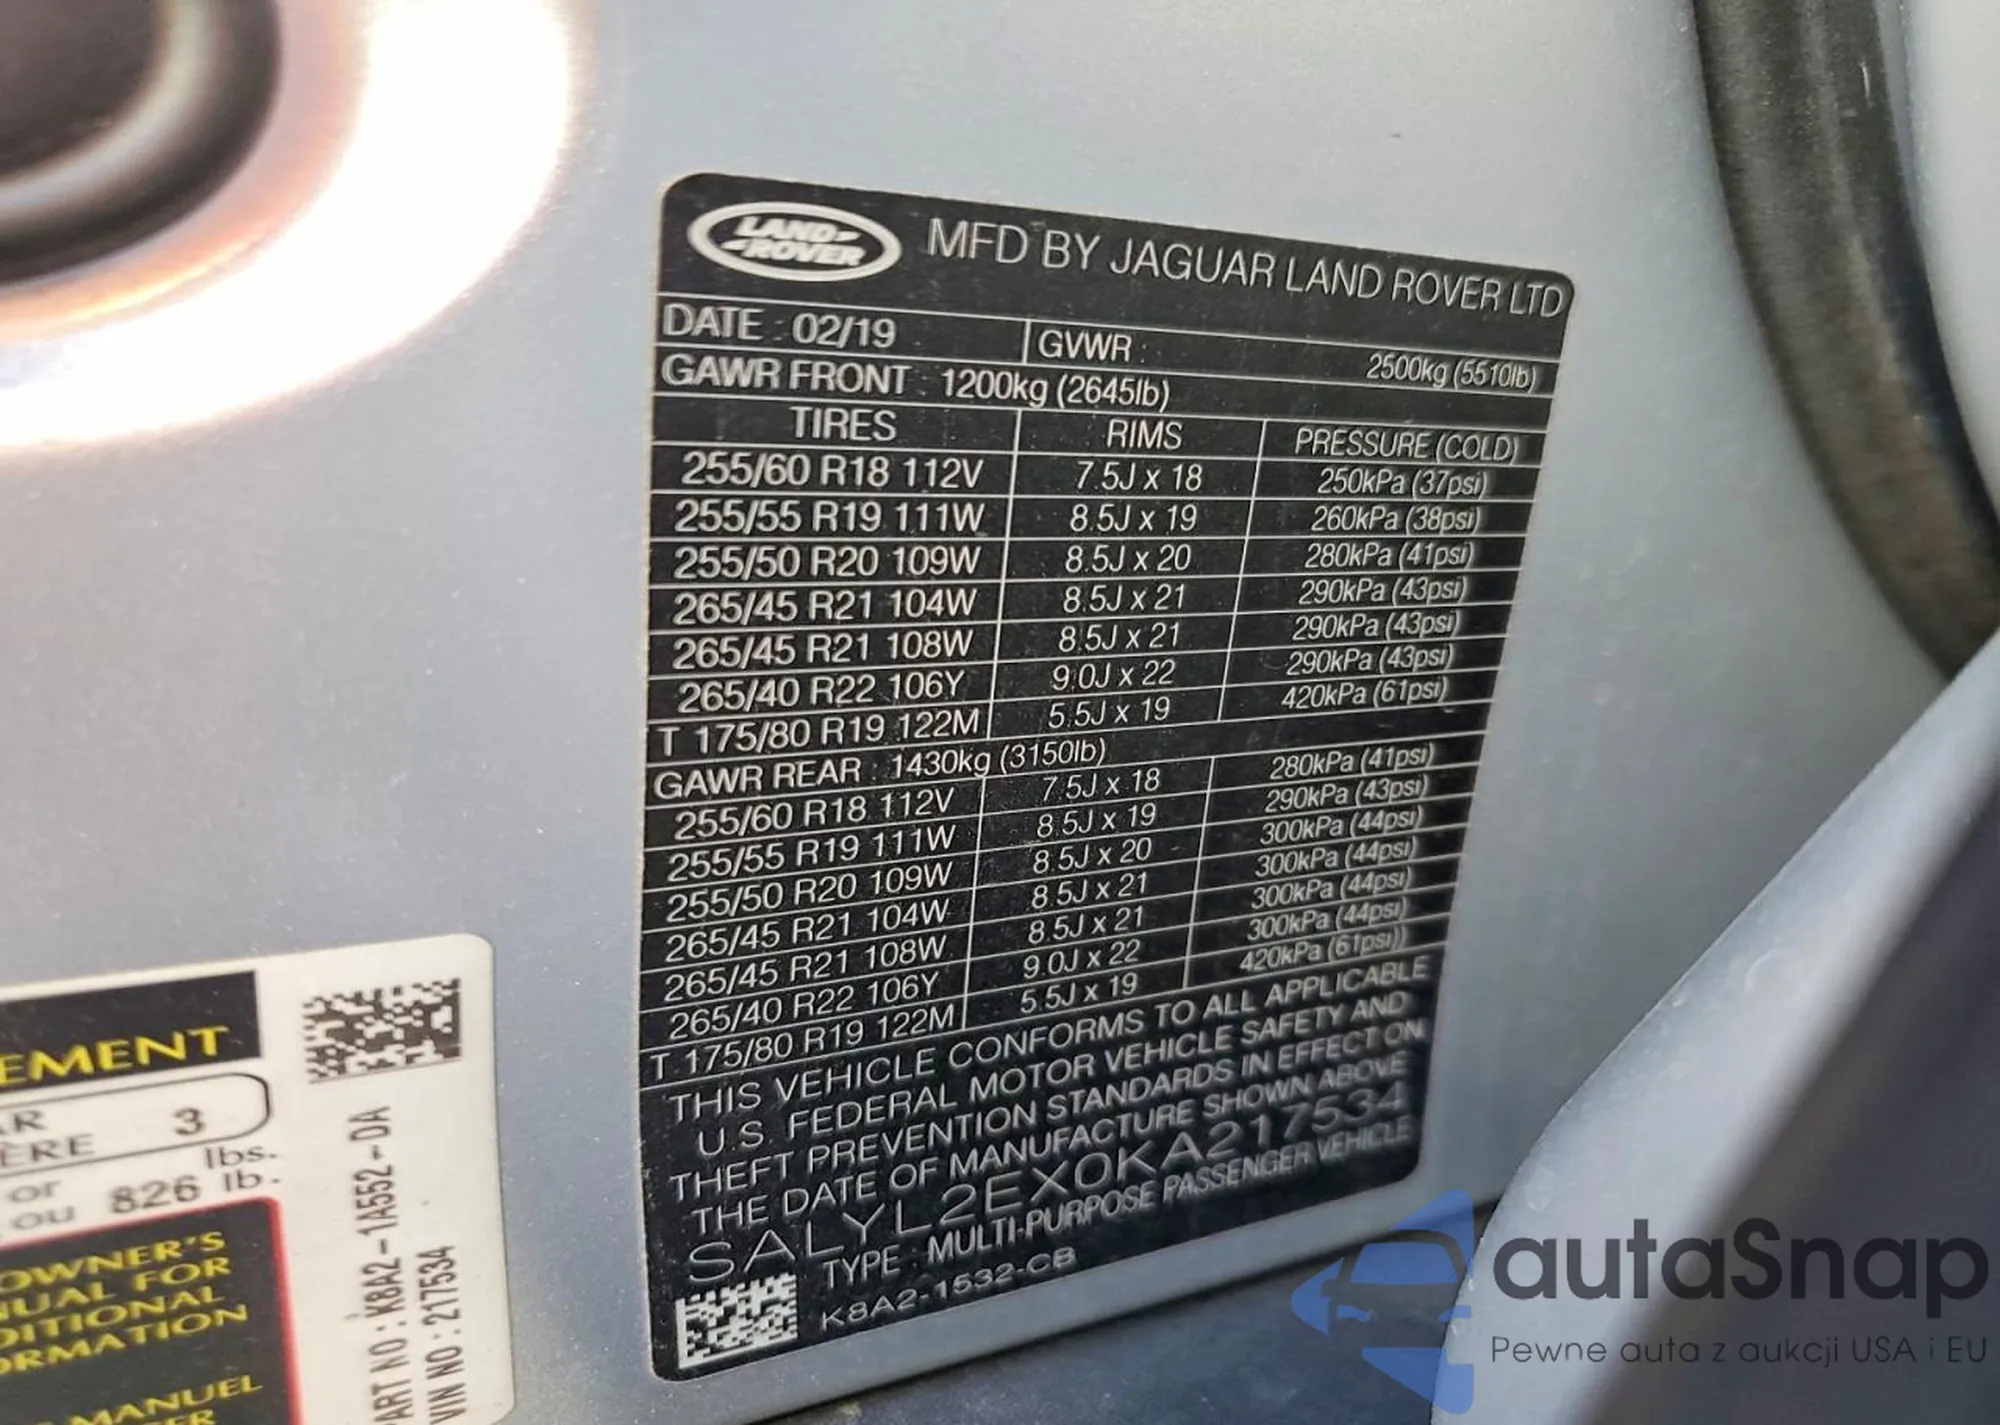 LAND ROVER
MFD BY JAGUAR LAND ROVER LTD
DATE : 02/19 GVWR : 2500kg (5510lb)
GAWR FRONT : 1200kg (2645lb)
TIRES RIMS PRESSURE (COLD)
255/60 R18 112V 7.5J x 18 250kPa (37psi)
255/55 R19 111W 8.5J x 19 260kPa (38psi)
255/50 R20 109W 8.5J x 20 280kPa (41psi)
265/45 R21 104W 8.5J x 21 290kPa (43psi)
265/45 R21 108W 8.5J x 21 290kPa (43psi)
265/40 R22 106Y 9.0J x 22 290kPa (43psi)
T 175/80 R19 122M 5.5J x 19 420kPa (61psi)
GAWR REAR : 1430kg (3150lb)
255/60 R18 112V 7.5J x 18 280kPa (41psi)
255/55 R19 111W 8.5J x 19 290kPa (43psi)
255/50 R20 109W 8.5J x 20 300kPa (44psi)
265/45 R21 104W 8.5J x 21 300kPa (44psi)
265/45 R21 108W 8.5J x 21 300kPa (44psi)
265/40 R22 106Y 9.0J x 22 300kPa (44psi)
T 175/80 R19 122M 5.5J x 19 420kPa (61psi))
THIS VEHICLE CONFORMS TO ALL APPLICABLE
U.S. FEDERAL MOTOR VEHICLE SAFETY AND
THEFT PREVENTION STANDARDS IN EFFECT ON
THE DATE OF MANUFACTURE SHOWN ABOVE
SALYL2EX0KA217534
TYPE : MULTI-PURPOSE PASSENGER VEHICLE
K8A2-1532-CB
EMENT
AR
ÈRE 3
or 826 lbs.
ou lb.
OWNER'S
NUAL FOR
DITIONAL
ORMATION
MANUEL
PART NO : K8A2-1A552-DA
VIN NO : 217534
autaSnap
Pewne auta z aukcji USA i EU